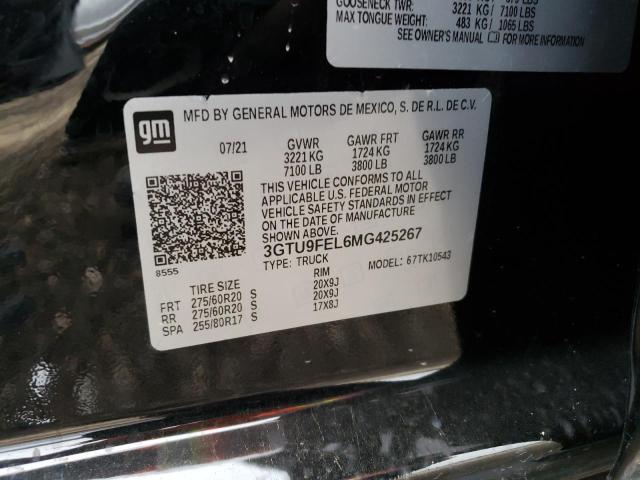 GOOSENECK TWR: 3221 KG / 7100 LBS
MAX TONGUE WEIGHT: 483 KG / 1065 LBS
SEE OWNER'S MANUAL FOR MORE INFORMATION
gm
MFD BY GENERAL MOTORS DE MEXICO, S. DE R.L. DE C.V.
07/21 GVWR GAWR FRT GAWR RR
3221 KG 1724 KG 1724 KG
7100 LB 3800 LB 3800 LB
THIS VEHICLE CONFORMS TO ALL
APPLICABLE U.S. FEDERAL MOTOR
VEHICLE SAFETY STANDARDS IN EFFECT
ON THE DATE OF MANUFACTURE
SHOWN ABOVE.
3GTU9FEL6MG425267
8555
TYPE: TRUCK MODEL: 67TK10543
TIRE SIZE RIM
FRT 275/60R20 S 20X9J
RR 275/60R20 S 20X9J
SPA 255/80R17 S 17X8J